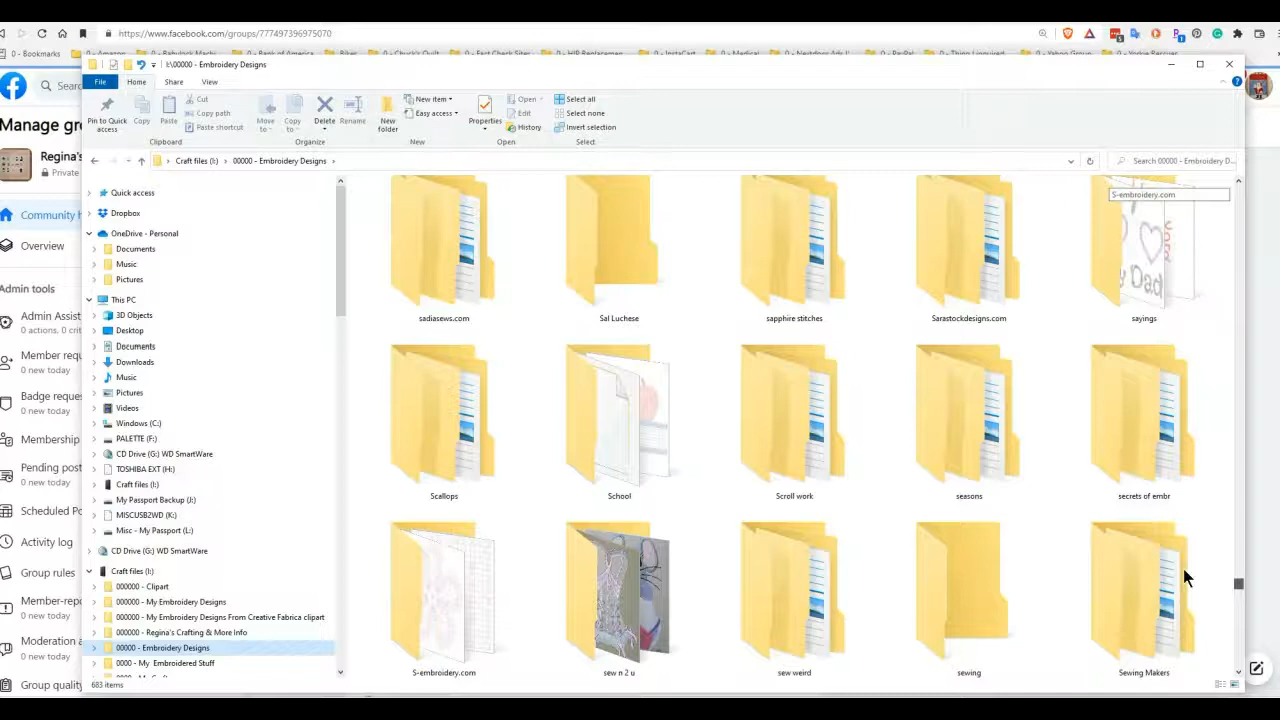 https://www.facebook.com/groups/777497396975070
0 - Bookmarks
I:\00000 - Embroidery Designs
File
Home
Share
View
Pin to Quick access
Copy
Paste
Cut
Copy path
Paste shortcut
Move to
Copy to
Delete
Rename
New folder
New item
Easy access
Properties
Open
Edit
History
Select all
Select none
Invert selection
Clipboard
Organize
New
Open
Select
Craft files (I:) > 00000 - Embroidery Designs >
Search 00000 - Embroidery D...
Sear
Manage gr
Regina's
Private
Community h
Overview
Admin tools
Admin Assist
0 actions, 0 crit
Member requ
0 new today
Badge reque
0 new today
Membership
Pending post
0 new today
Scheduled Po
Activity log
Group rules
Member-repo
0 new today
Moderation a
0 new today
Group quality
Quick access
Dropbox
OneDrive - Personal
Documents
Music
Pictures
This PC
3D Objects
Desktop
Documents
Downloads
Music
Pictures
Videos
Windows (C:)
PALETTE (F:)
CD Drive (G:) WD SmartWare
TOSHIBA EXT (H:)
Craft files (I:)
My Passport Backup (J:)
MISCUSB2WD (K:)
Misc - My Passport (L:)
CD Drive (G:) WD SmartWare
Craft files (I:)
000000 - Clipart
000000 - My Embroidery Designs
000000 - My Embroidery Designs From Creative Fabrica clipart
000000 - Regina's Crafting & More Info
00000 - Embroidery Designs
0000 - My Embroidered Stuff
S-embroidery.com
y Dad
sadiasews.com
Sal Luchese
sapphire stitches
Sarastockdesigns.com
sayings
Scallops
School
Scroll work
seasons
secrets of embr
S-embroidery.com
sew n 2 u
sew weird
sewing
Sewing Makers
683 items